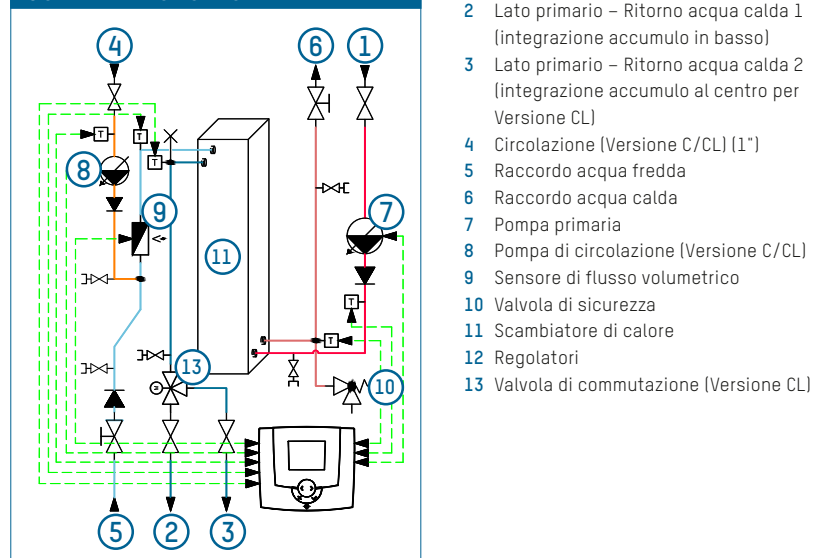 4
6
1
T
T
T
8
9
7
11
T
T
13
10
5
2
3
2 Lato primario – Ritorno acqua calda 1
(integrazione accumulo in basso)
3 Lato primario – Ritorno acqua calda 2
(integrazione accumulo al centro per
Versione CL)
4 Circolazione (Versione C/CL) (1")
5 Raccordo acqua fredda
6 Raccordo acqua calda
7 Pompa primaria
8 Pompa di circolazione (Versione C/CL)
9 Sensore di flusso volumetrico
10 Valvola di sicurezza
11 Scambiatore di calore
12 Regolatori
13 Valvola di commutazione (Versione CL)